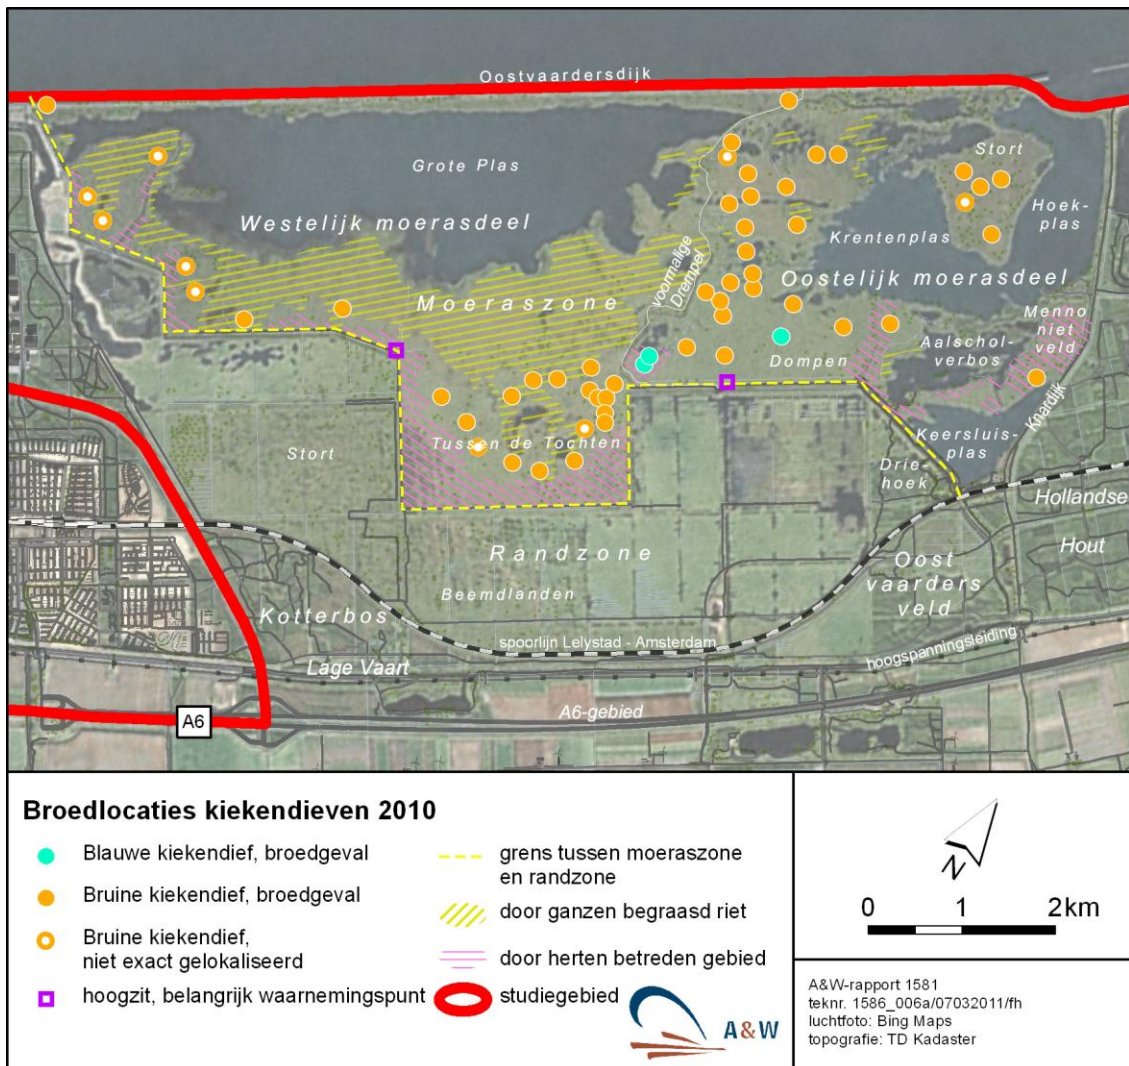 Oostvaardersdijk
Grote Plas
Stort
Westelijk moerasdeel
Hoek-
plas
Krentenplas
voormalige
Drempel
Oostelijk moerasdeel
Moeraszone
Menno
niet
veld
Aalschol-
verbos
Dompen
Knardijk
Tussen de Tochten
Keersluis-
plas
Stort
Drie-
hoek
Hollandse
Hout
Randzone
Oost
vaarders
veld
Beemdlanden
Kotterbos
spoorlijn Lelystad - Amsterdam
hoogspanningsleiding
Lage Vaart
A6-gebied
A6
Broedlocaties kiekendieven 2010
Blauwe kiekendief, broedgeval
Bruine kiekendief, broedgeval
Bruine kiekendief,
niet exact gelokaliseerd
hoogzit, belangrijk waarnemingspunt
grens tussen moeraszone
en randzone
door ganzen begraasd riet
door herten betreden gebied
studiegebied
A&W
N
0 1 2km
A&W-rapport 1581
teknr. 1586_006a/07032011/fh
luchtfoto: Bing Maps
topografie: TD Kadaster